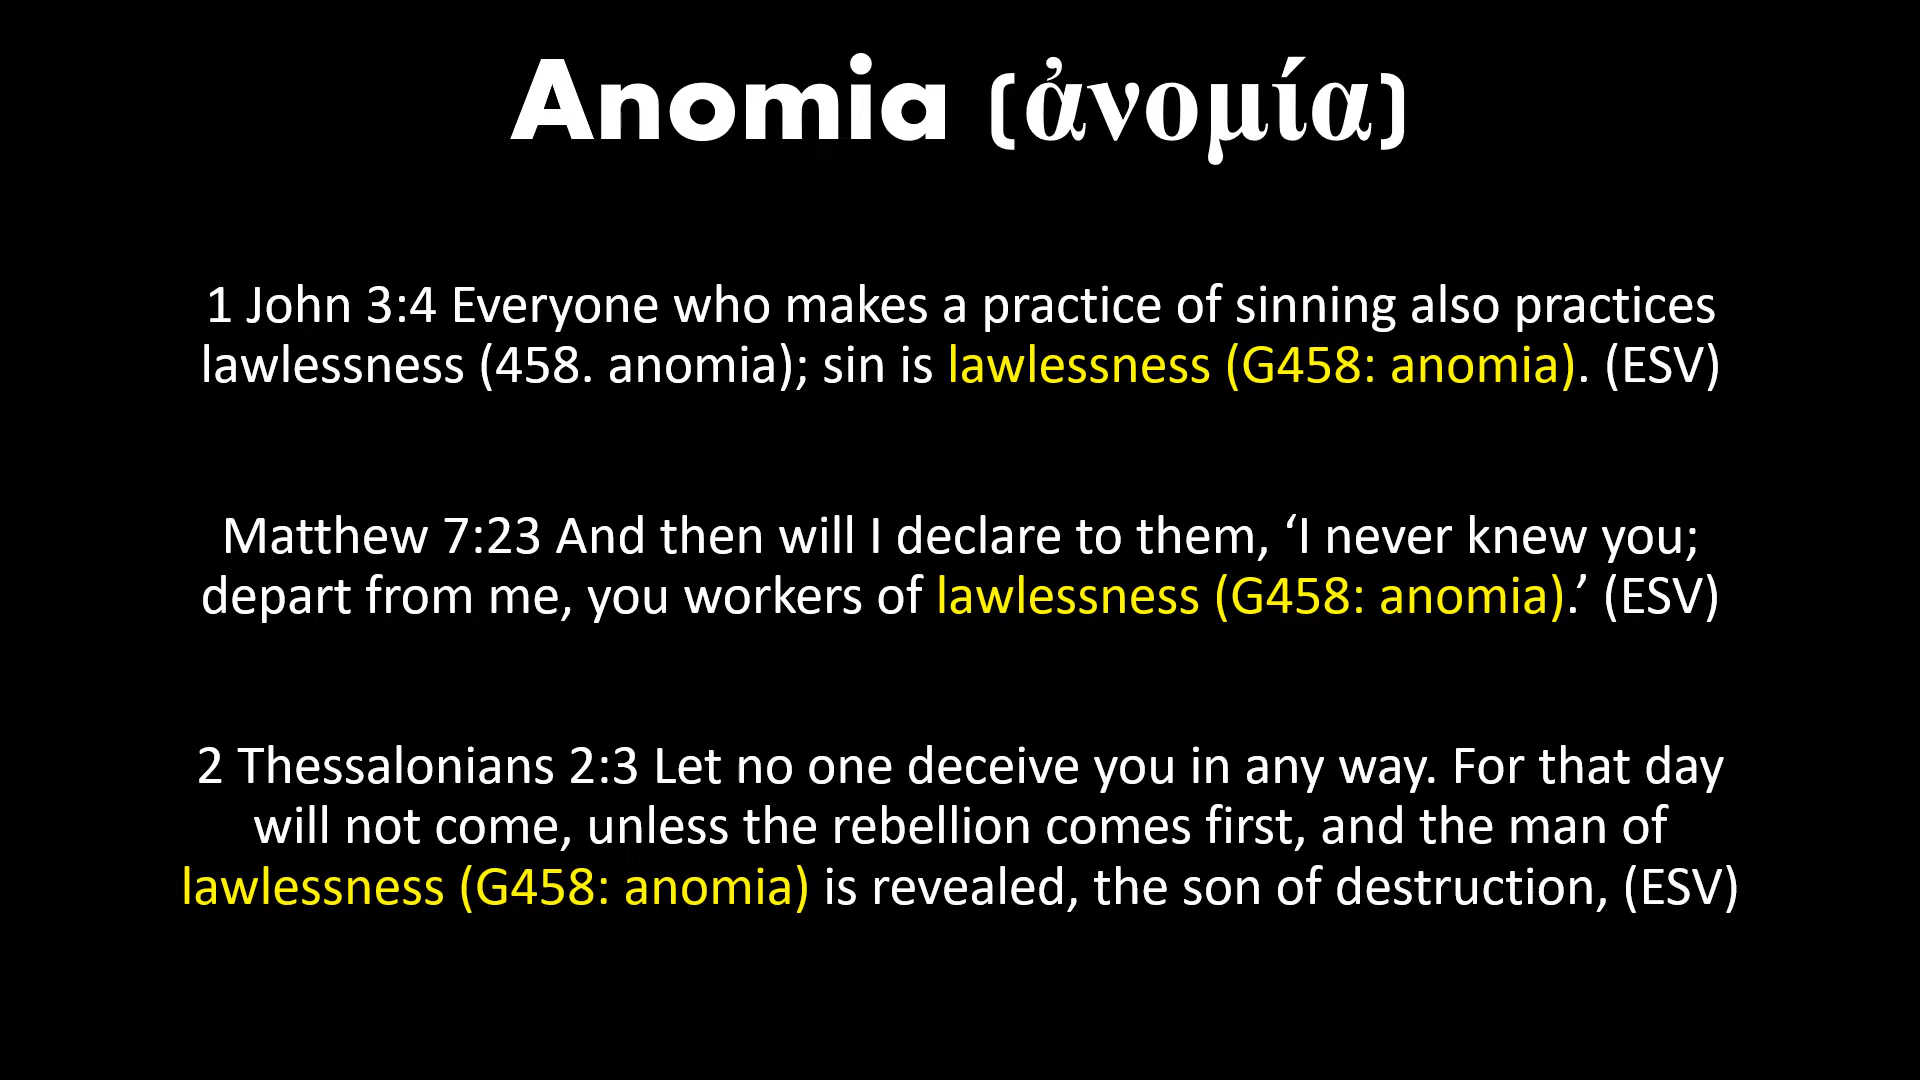 Anomia (ἀνομία)
1 John 3:4 Everyone who makes a practice of sinning also practices
lawlessness (458. anomia); sin is lawlessness (G458: anomia). (ESV)
Matthew 7:23 And then will I declare to them, ‘I never knew you;
depart from me, you workers of lawlessness (G458: anomia).’ (ESV)
2 Thessalonians 2:3 Let no one deceive you in any way. For that day
will not come, unless the rebellion comes first, and the man of
lawlessness (G458: anomia) is revealed, the son of destruction, (ESV)